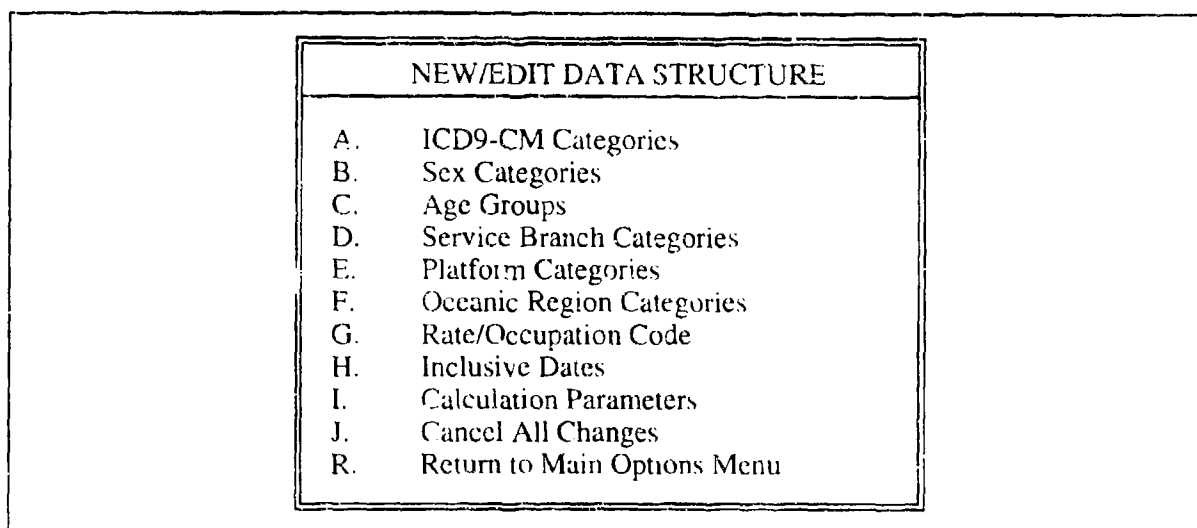 NEW/EDIT DATA STRUCTURE
A. ICD9-CM Categories
B. Sex Categories
C. Age Groups
D. Service Branch Categories
E. Platform Categories
F. Oceanic Region Categories
G. Rate/Occupation Code
H. Inclusive Dates
I. Calculation Parameters
J. Cancel All Changes
R. Return to Main Options Menu